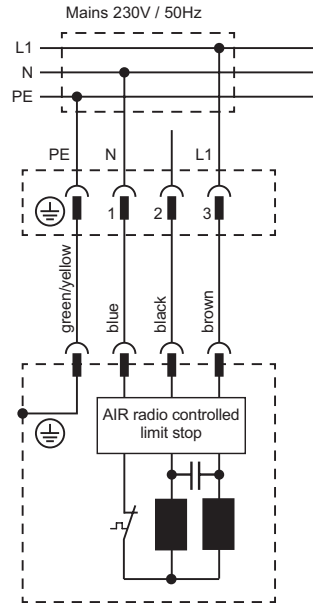 Mains 230V / 50Hz
L1
N
PE
PE N L1
1 2 3
green/yellow
blue
black
brown
AIR radio controlled
limit stop